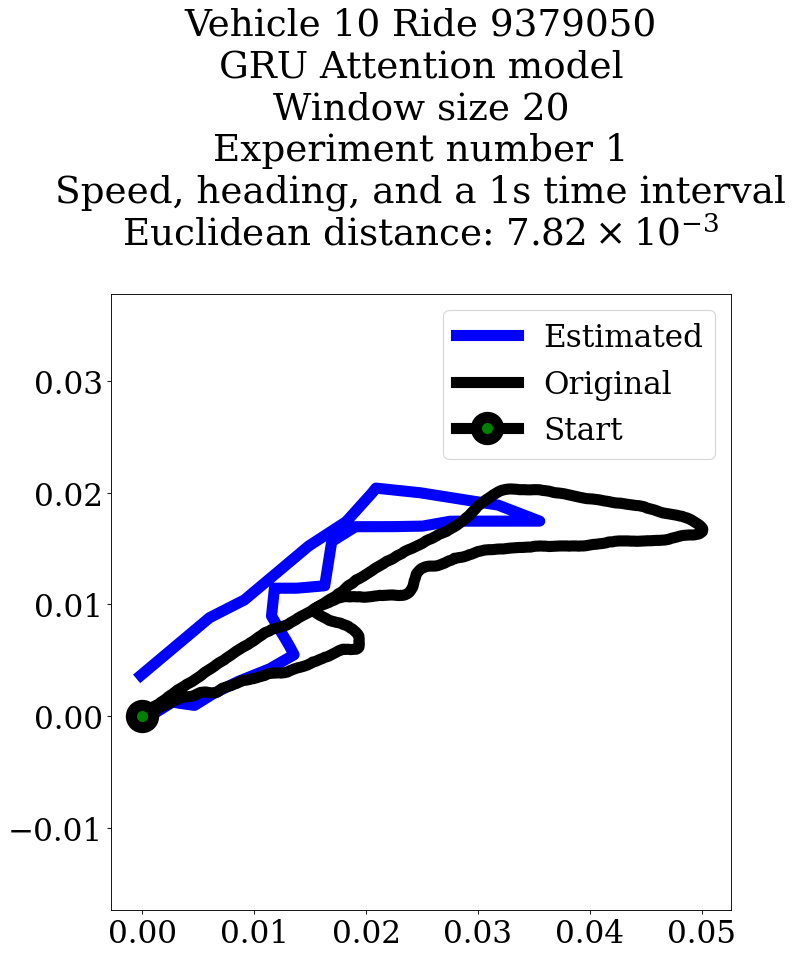 Vehicle 10 Ride 9379050
GRU Attention model
Window size 20
Experiment number 1
Speed, heading, and a 1s time interval
Euclidean distance: 7.82 × 10⁻³
Estimated
Original
Start
0.03
0.02
0.01
0.00
−0.01
0.00 0.01 0.02 0.03 0.04 0.05